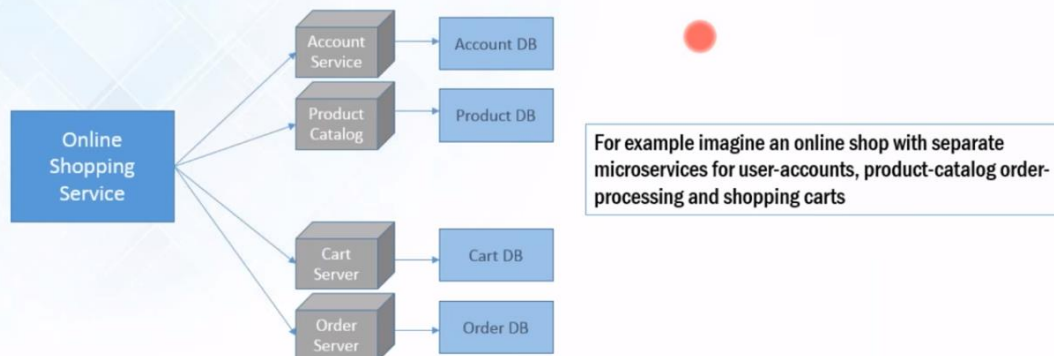 Online
Shopping
Service
Account
Service
Account DB
Product
Catalog
Product DB
Cart
Server
Cart DB
Order
Server
Order DB
For example imagine an online shop with separate
microservices for user-accounts, product-catalog order-
processing and shopping carts